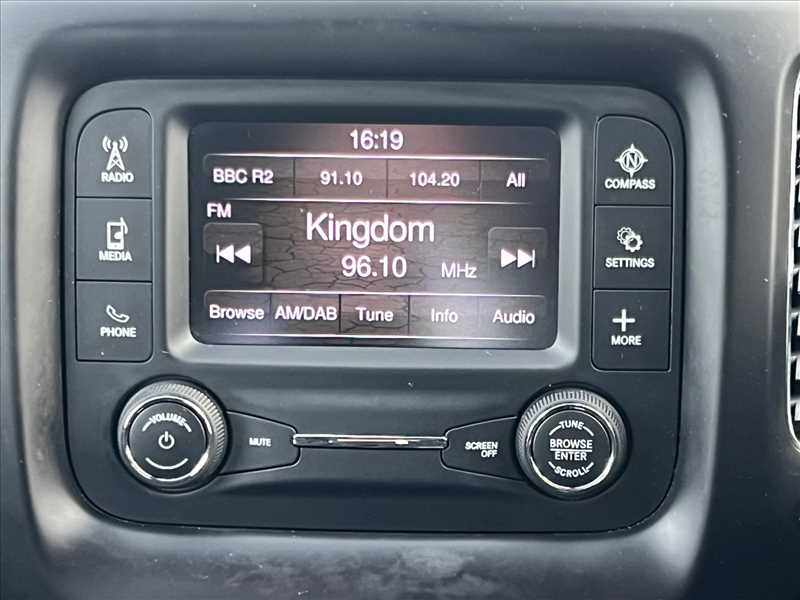 16:19
BBC R2 91.10 104.20 All
FM
Kingdom
96.10 MHz
Browse AM/DAB Tune Info Audio
RADIO
MEDIA
PHONE
N
COMPASS
SETTINGS
MORE
VOLUME
MUTE
SCREEN
OFF
TUNE
BROWSE
ENTER
SCROLL